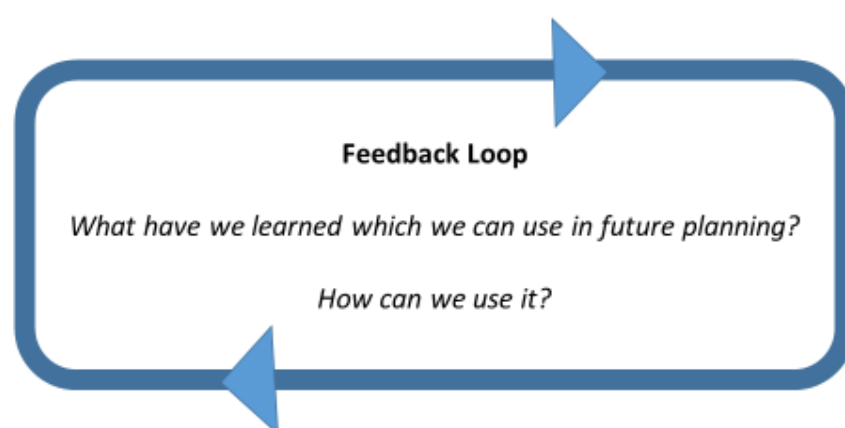 Feedback Loop
What have we learned which we can use in future planning?
How can we use it?